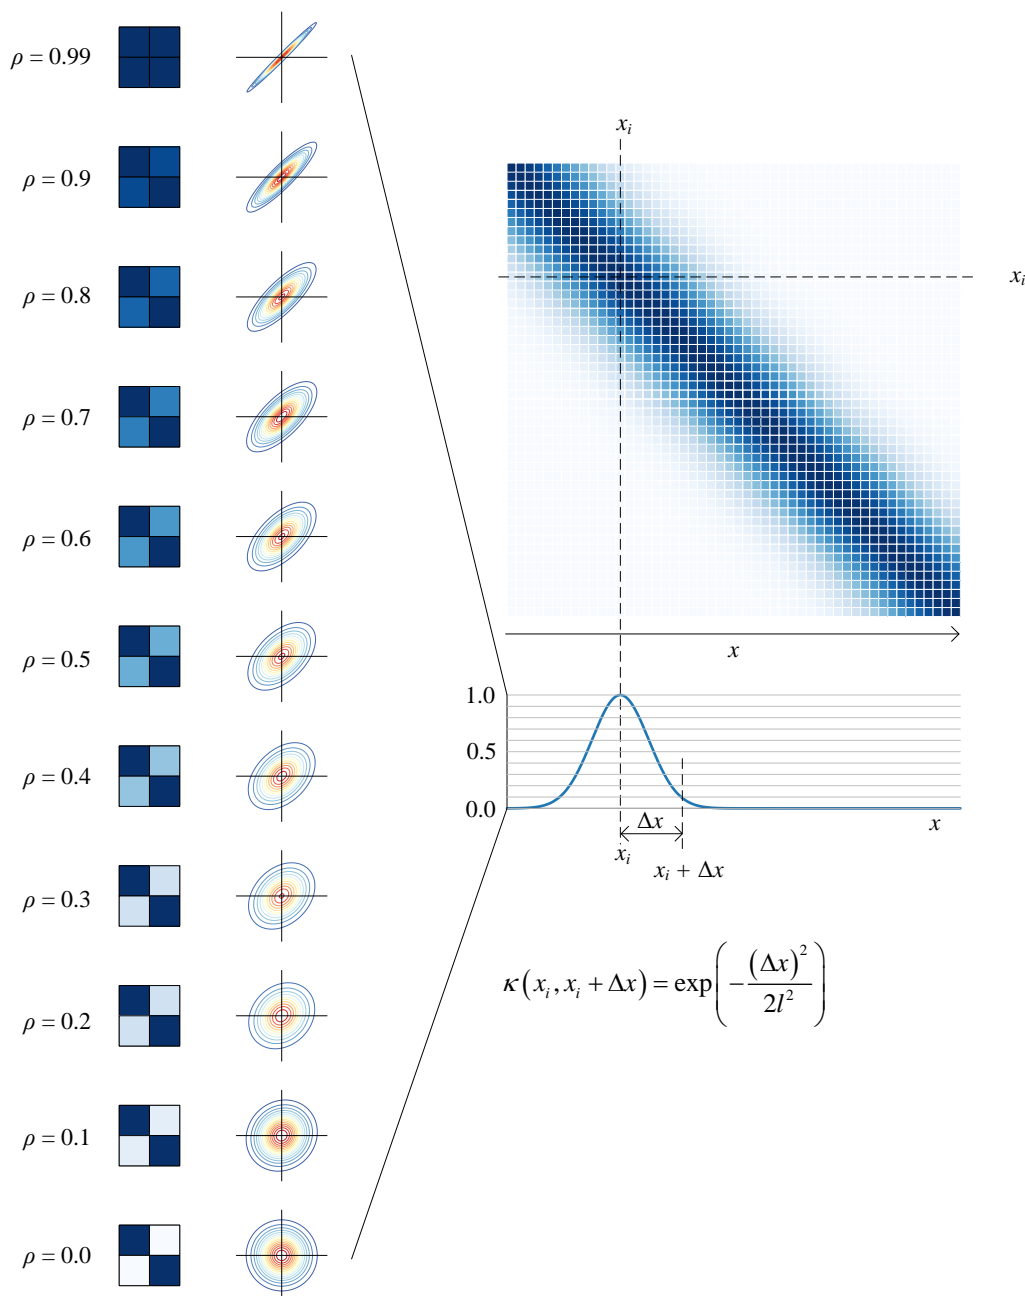 ρ = 0.99
ρ = 0.9
ρ = 0.8
ρ = 0.7
ρ = 0.6
ρ = 0.5
ρ = 0.4
ρ = 0.3
ρ = 0.2
ρ = 0.1
ρ = 0.0
x_i
x_i
x
1.0
0.5
0.0
x
Δx
x_i
x_i + Δx
κ(x_i, x_i + Δx) = exp(−(Δx)²/2l²)